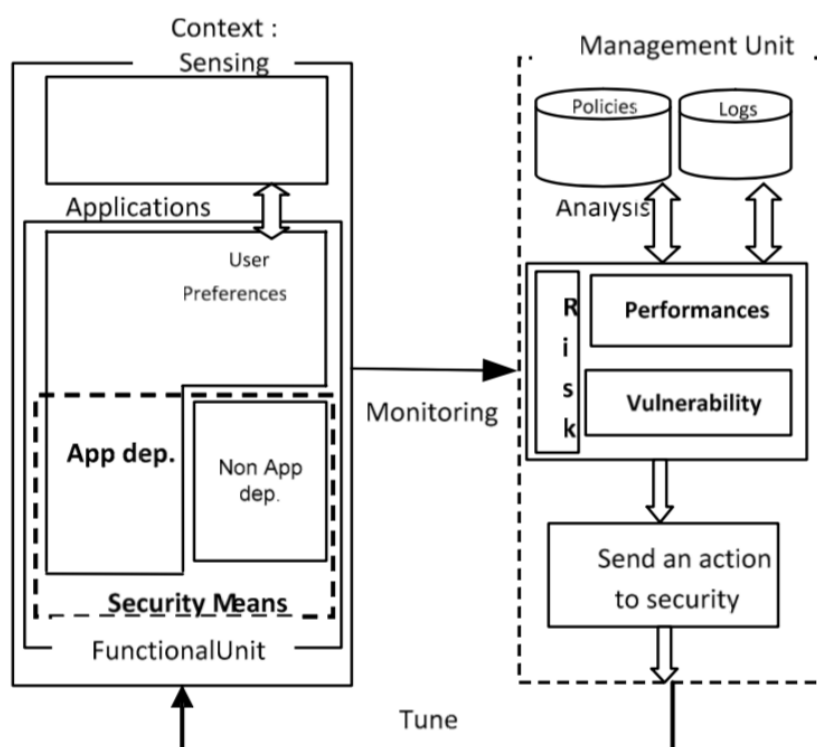 Context :
Sensing
Applications
User
Preferences
App dep.
Non App
dep.
Security Means
FunctionalUnit
Monitoring
Management Unit
Policies
Logs
Analysis
Risk
Performances
Vulnerability
Send an action
to security
Tune